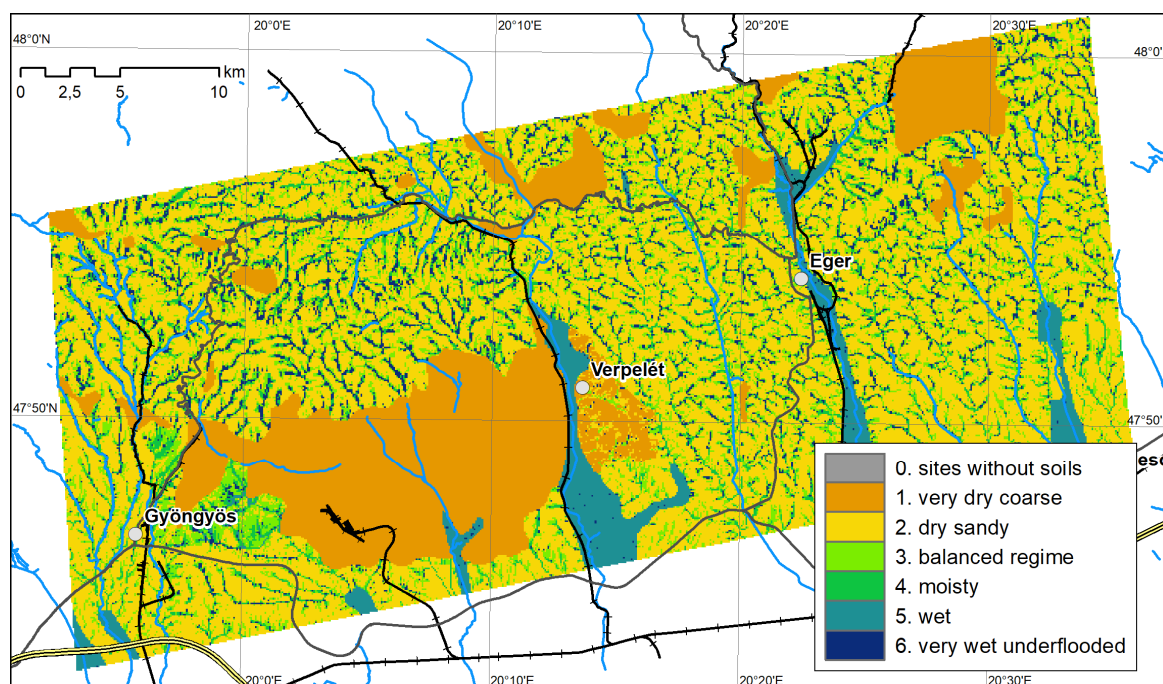 20°0'E
20°10'E
20°20'E
20°30'E
48°0'N
48°0'
km
0
2,5
5
10
Eger
Verpelét
47°50'N
47°50'N
Gyöngyös
0. sites without soils
1. very dry coarse
2. dry sandy
3. balanced regime
4. moisty
5. wet
6. very wet underflooded
20°0'E
20°10'E
20°20'E
20°30'E